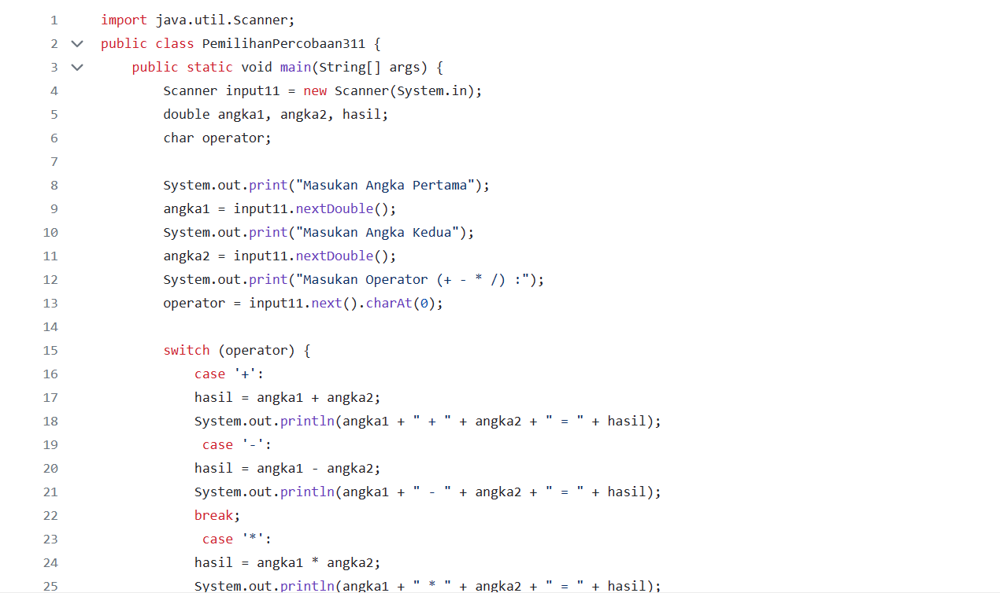 1 import java.util.Scanner;
2 public class PemilihanPercobaan311 {
3 public static void main(String[] args) {
4 Scanner input11 = new Scanner(System.in);
5 double angka1, angka2, hasil;
6 char operator;
7
8 System.out.print("Masukan Angka Pertama");
9 angka1 = input11.nextDouble();
10 System.out.print("Masukan Angka Kedua");
11 angka2 = input11.nextDouble();
12 System.out.print("Masukan Operator (+ - * /) :");
13 operator = input11.next().charAt(0);
14
15 switch (operator) {
16 case '+':
17 hasil = angka1 + angka2;
18 System.out.println(angka1 + " + " + angka2 + " = " + hasil);
19 case '-':
20 hasil = angka1 - angka2;
21 System.out.println(angka1 + " - " + angka2 + " = " + hasil);
22 break;
23 case '*':
24 hasil = angka1 * angka2;
25 System.out.println(angka1 + " * " + angka2 + " = " + hasil);